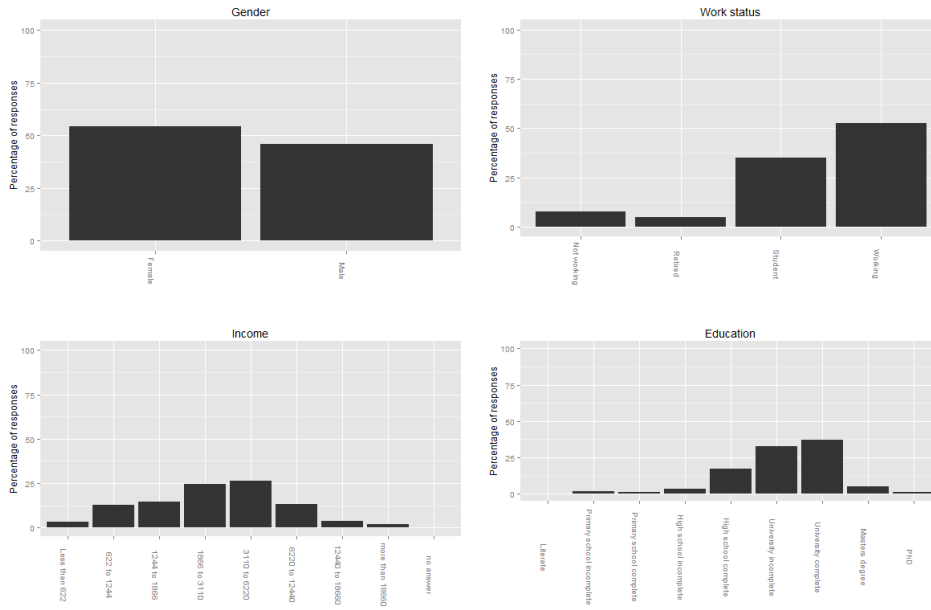 Gender
Percentage of responses
100
75
50
25
0
Female
Male
Work status
Percentage of responses
100
75
50
25
0
Not working
Retired
Student
Working
Income
Percentage of responses
100
75
50
25
0
Less than 622
622 to 1244
1244 to 1866
1866 to 3110
3110 to 6220
6220 to 12440
12440 to 18660
more than 18660
no answer
Education
Percentage of responses
100
75
50
25
0
Literate
Primary school incomplete
Primary school complete
High school incomplete
High school complete
University incomplete
University complete
Masters degree
PhD